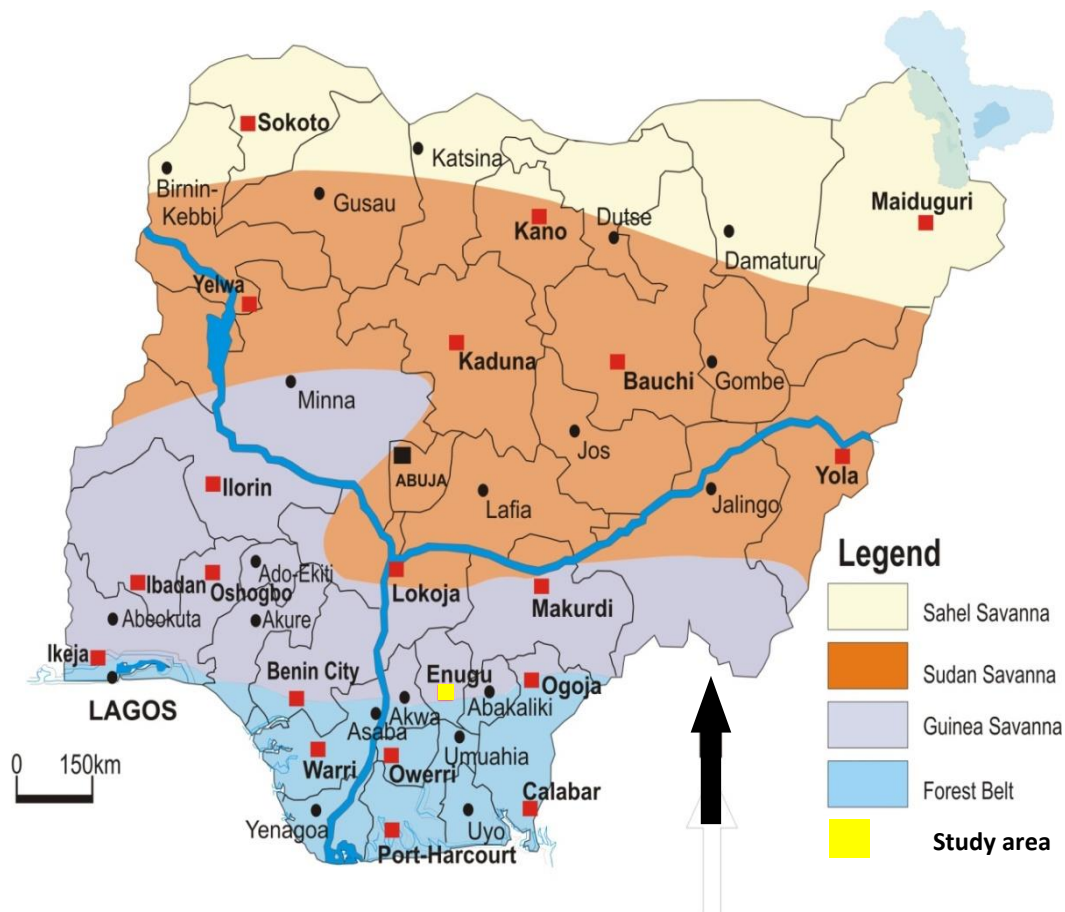 Sokoto
Katsina
Birnin-
Kebbi
Gusau
Maiduguri
Kano
Dutse
Damaturu
Yelwa
Kaduna
Bauchi
Gombe
Minna
Jos
ABUJA
Yola
Ilorin
Lafia
Jalingo
Ibadan
Oshogbo
Ado-Ekiti
Lokoja
Makurdi
Abeokuta
Akure
Ikeja
LAGOS
Benin City
Enugu
Ogoja
Asaba
Akwa
Abakaliki
Umuahia
Warri
Owerri
Calabar
Yenagoa
Uyo
Port-Harcourt
0 150km
Legend
Sahel Savanna
Sudan Savanna
Guinea Savanna
Forest Belt
Study area